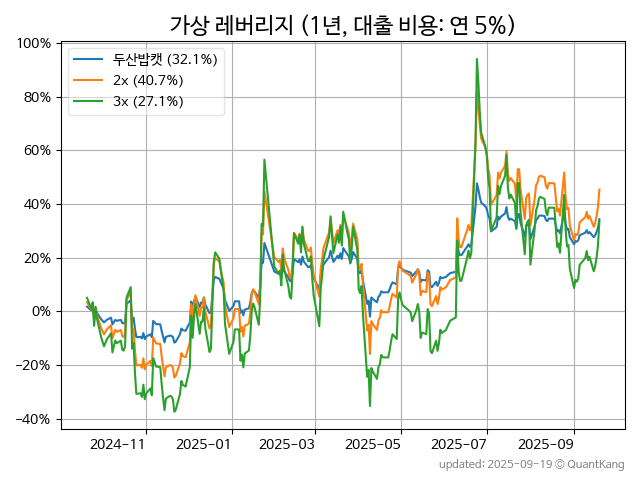 가상 레버리지 (1년, 대출 비용: 연 5%)
두산밥캣 (32.1%)
2x (40.7%)
3x (27.1%)
100%
80%
60%
40%
20%
0%
−20%
−40%
2024-11
2025-01
2025-03
2025-05
2025-07
2025-09
updated: 2025-09-19 © QuantKang